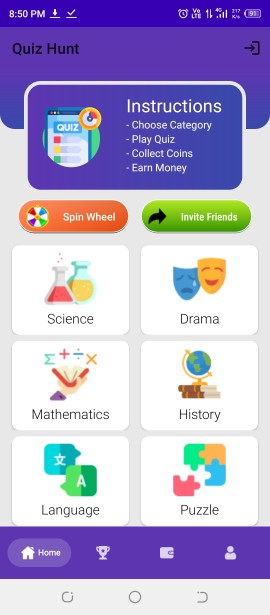 8:50 PM
Quiz Hunt
QUIZ
Instructions
- Choose Category
- Play Quiz
- Collect Coins
- Earn Money
Spin Wheel
Invite Friends
Science
Drama
Mathematics
History
文
A
Language
Puzzle
Home